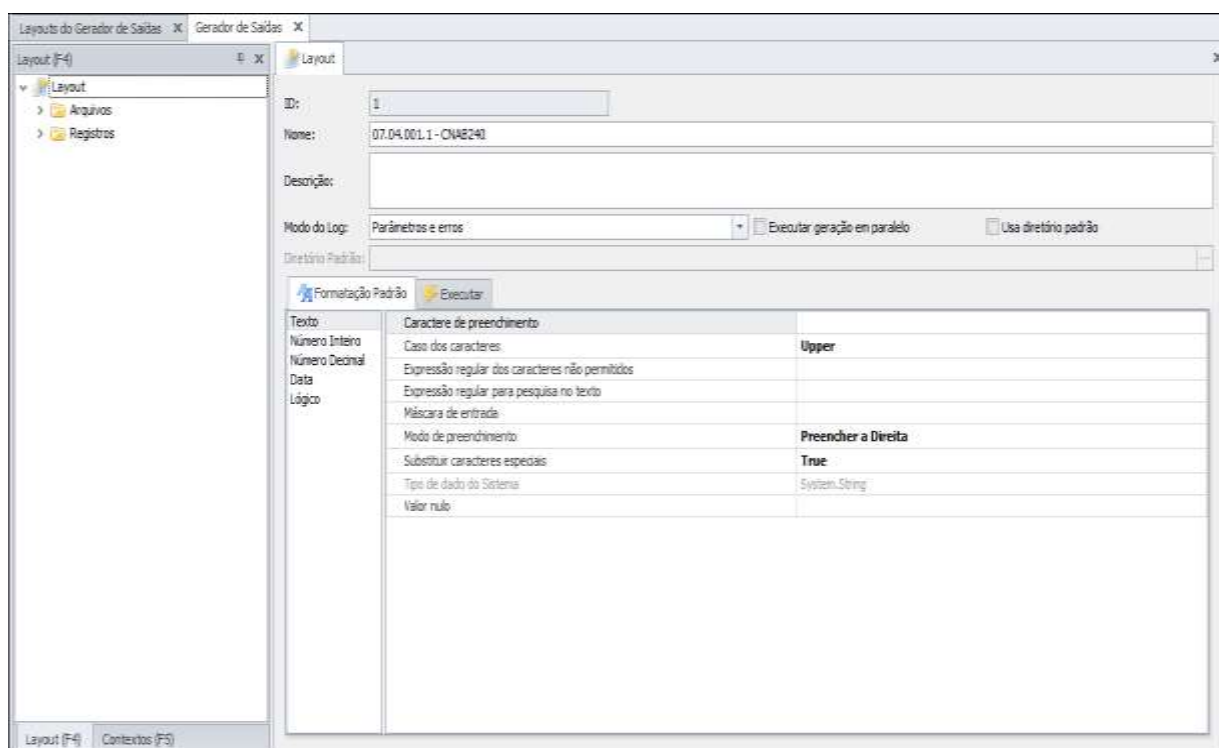 Layouts do Gerador de Saídas X Gerador de Saídas X
Layout (F4) X
Layout
Layout
Arquivos
Registros
ID: 1
Nome: 07.04.001.1 - CNAB240
Descrição:
Modo do Log: Parâmetros e erros Executar geração em paralelo Usa diretório padrão
Diretório Padrão:
Formatação Padrão Executar
Texto
Número Inteiro
Número Decimal
Data
Lógico
Caractere de preenchimento
Caso dos caracteres Upper
Expressão regular dos caracteres não permitidos
Expressão regular para pesquisa no texto
Máscara de entrada
Modo de preenchimento Preencher a Direita
Substituir caracteres especiais True
Tipo de dado do Sistema System.String
Valor nulo
Layout (F4) Contextos (F5)